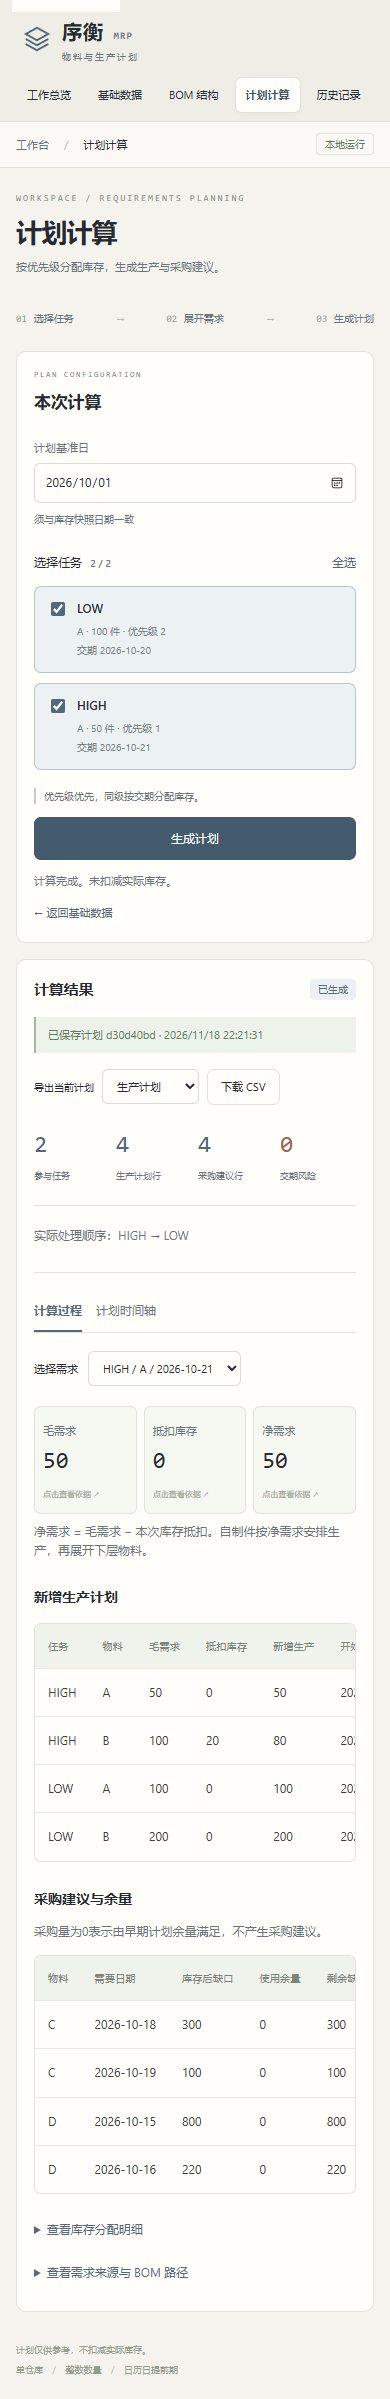 序衡 MRP
物料与生产计划
工作总览 基础数据 BOM 结构 计划计算 历史记录
工作台 / 计划计算 本地运行
WORKSPACE / REQUIREMENTS PLANNING
计划计算
按优先级分配库存，生成生产与采购建议。
01 选择任务 → 02 展开需求 → 03 生成计划
PLAN CONFIGURATION
本次计算
计划基准日
2026/10/01
须与库存快照日期一致
选择任务 2 / 2 全选
LOW
A · 100 件 · 优先级 2
交期 2026-10-20
HIGH
A · 50 件 · 优先级 1
交期 2026-10-21
优先级优先，同级按交期分配库存。
生成计划
计算完成。未扣减实际库存。
← 返回基础数据
计算结果 已生成
已保存计划 d30d40bd · 2026/11/18 22:21:31
导出当前计划 生产计划 下载 CSV
2 4 4 0
参与任务 生产计划行 采购建议行 交期风险
实际处理顺序：HIGH → LOW
计算过程 计划时间轴
选择需求 HIGH / A / 2026-10-21
毛需求 抵扣库存 净需求
50 0 50
点击查看依据 ↗ 点击查看依据 ↗ 点击查看依据 ↗
净需求 = 毛需求 − 本次库存抵扣。自制件按净需求安排生
产，再展开下层物料。
新增生产计划
任务 物料 毛需求 抵扣库存 新增生产 开始
HIGH A 50 0 50 202
HIGH B 100 20 80 202
LOW A 100 0 100 202
LOW B 200 0 200 202
采购建议与余量
采购量为0表示由早期计划余量满足，不产生采购建议。
物料 需要日期 库存后缺口 使用余量 剩余缺
C 2026-10-18 300 0 300
C 2026-10-19 100 0 100
D 2026-10-15 800 0 800
D 2026-10-16 220 0 220
▶ 查看库存分配明细
▶ 查看需求来源与 BOM 路径
计划仅供参考，不扣减实际库存。
单仓库 / 整数数量 / 日历日提前期